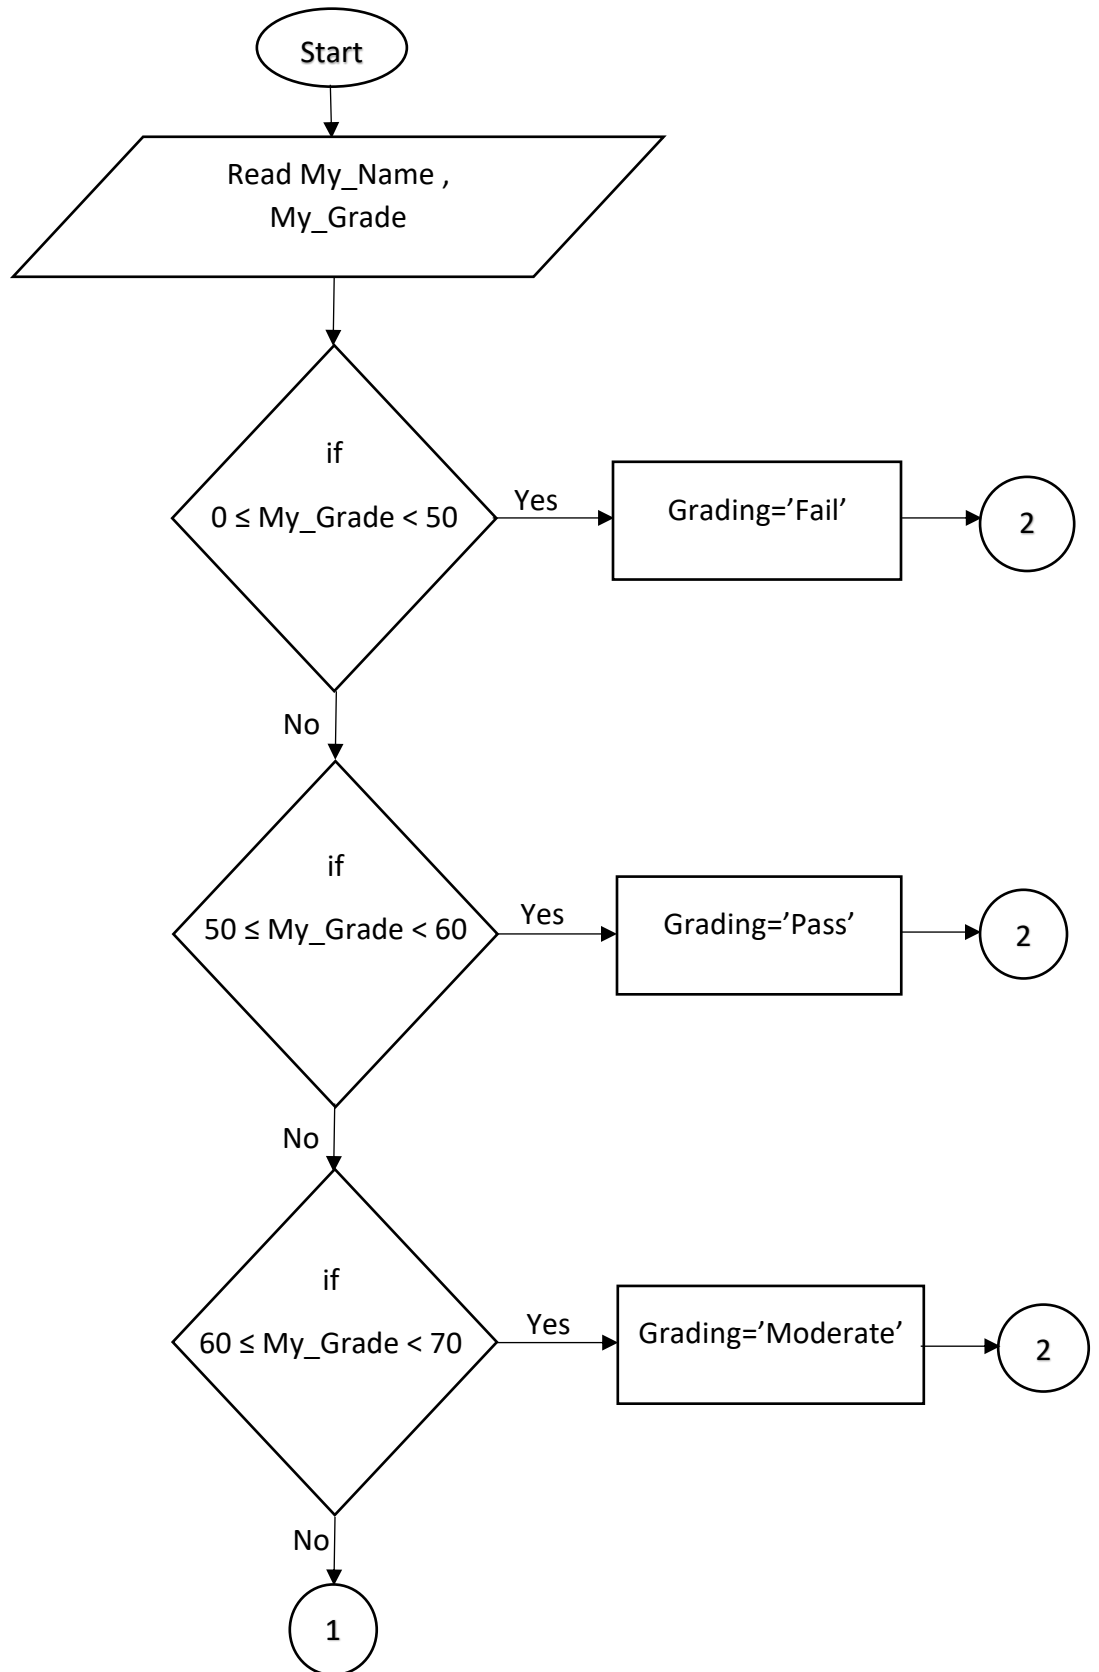 Start
Read My_Name ,
My_Grade
if
0 ≤ My_Grade < 50
Yes
Grading=’Fail’
2
No
if
50 ≤ My_Grade < 60
Yes
Grading=’Pass’
2
No
if
60 ≤ My_Grade < 70
Yes
Grading=’Moderate’
2
No
1